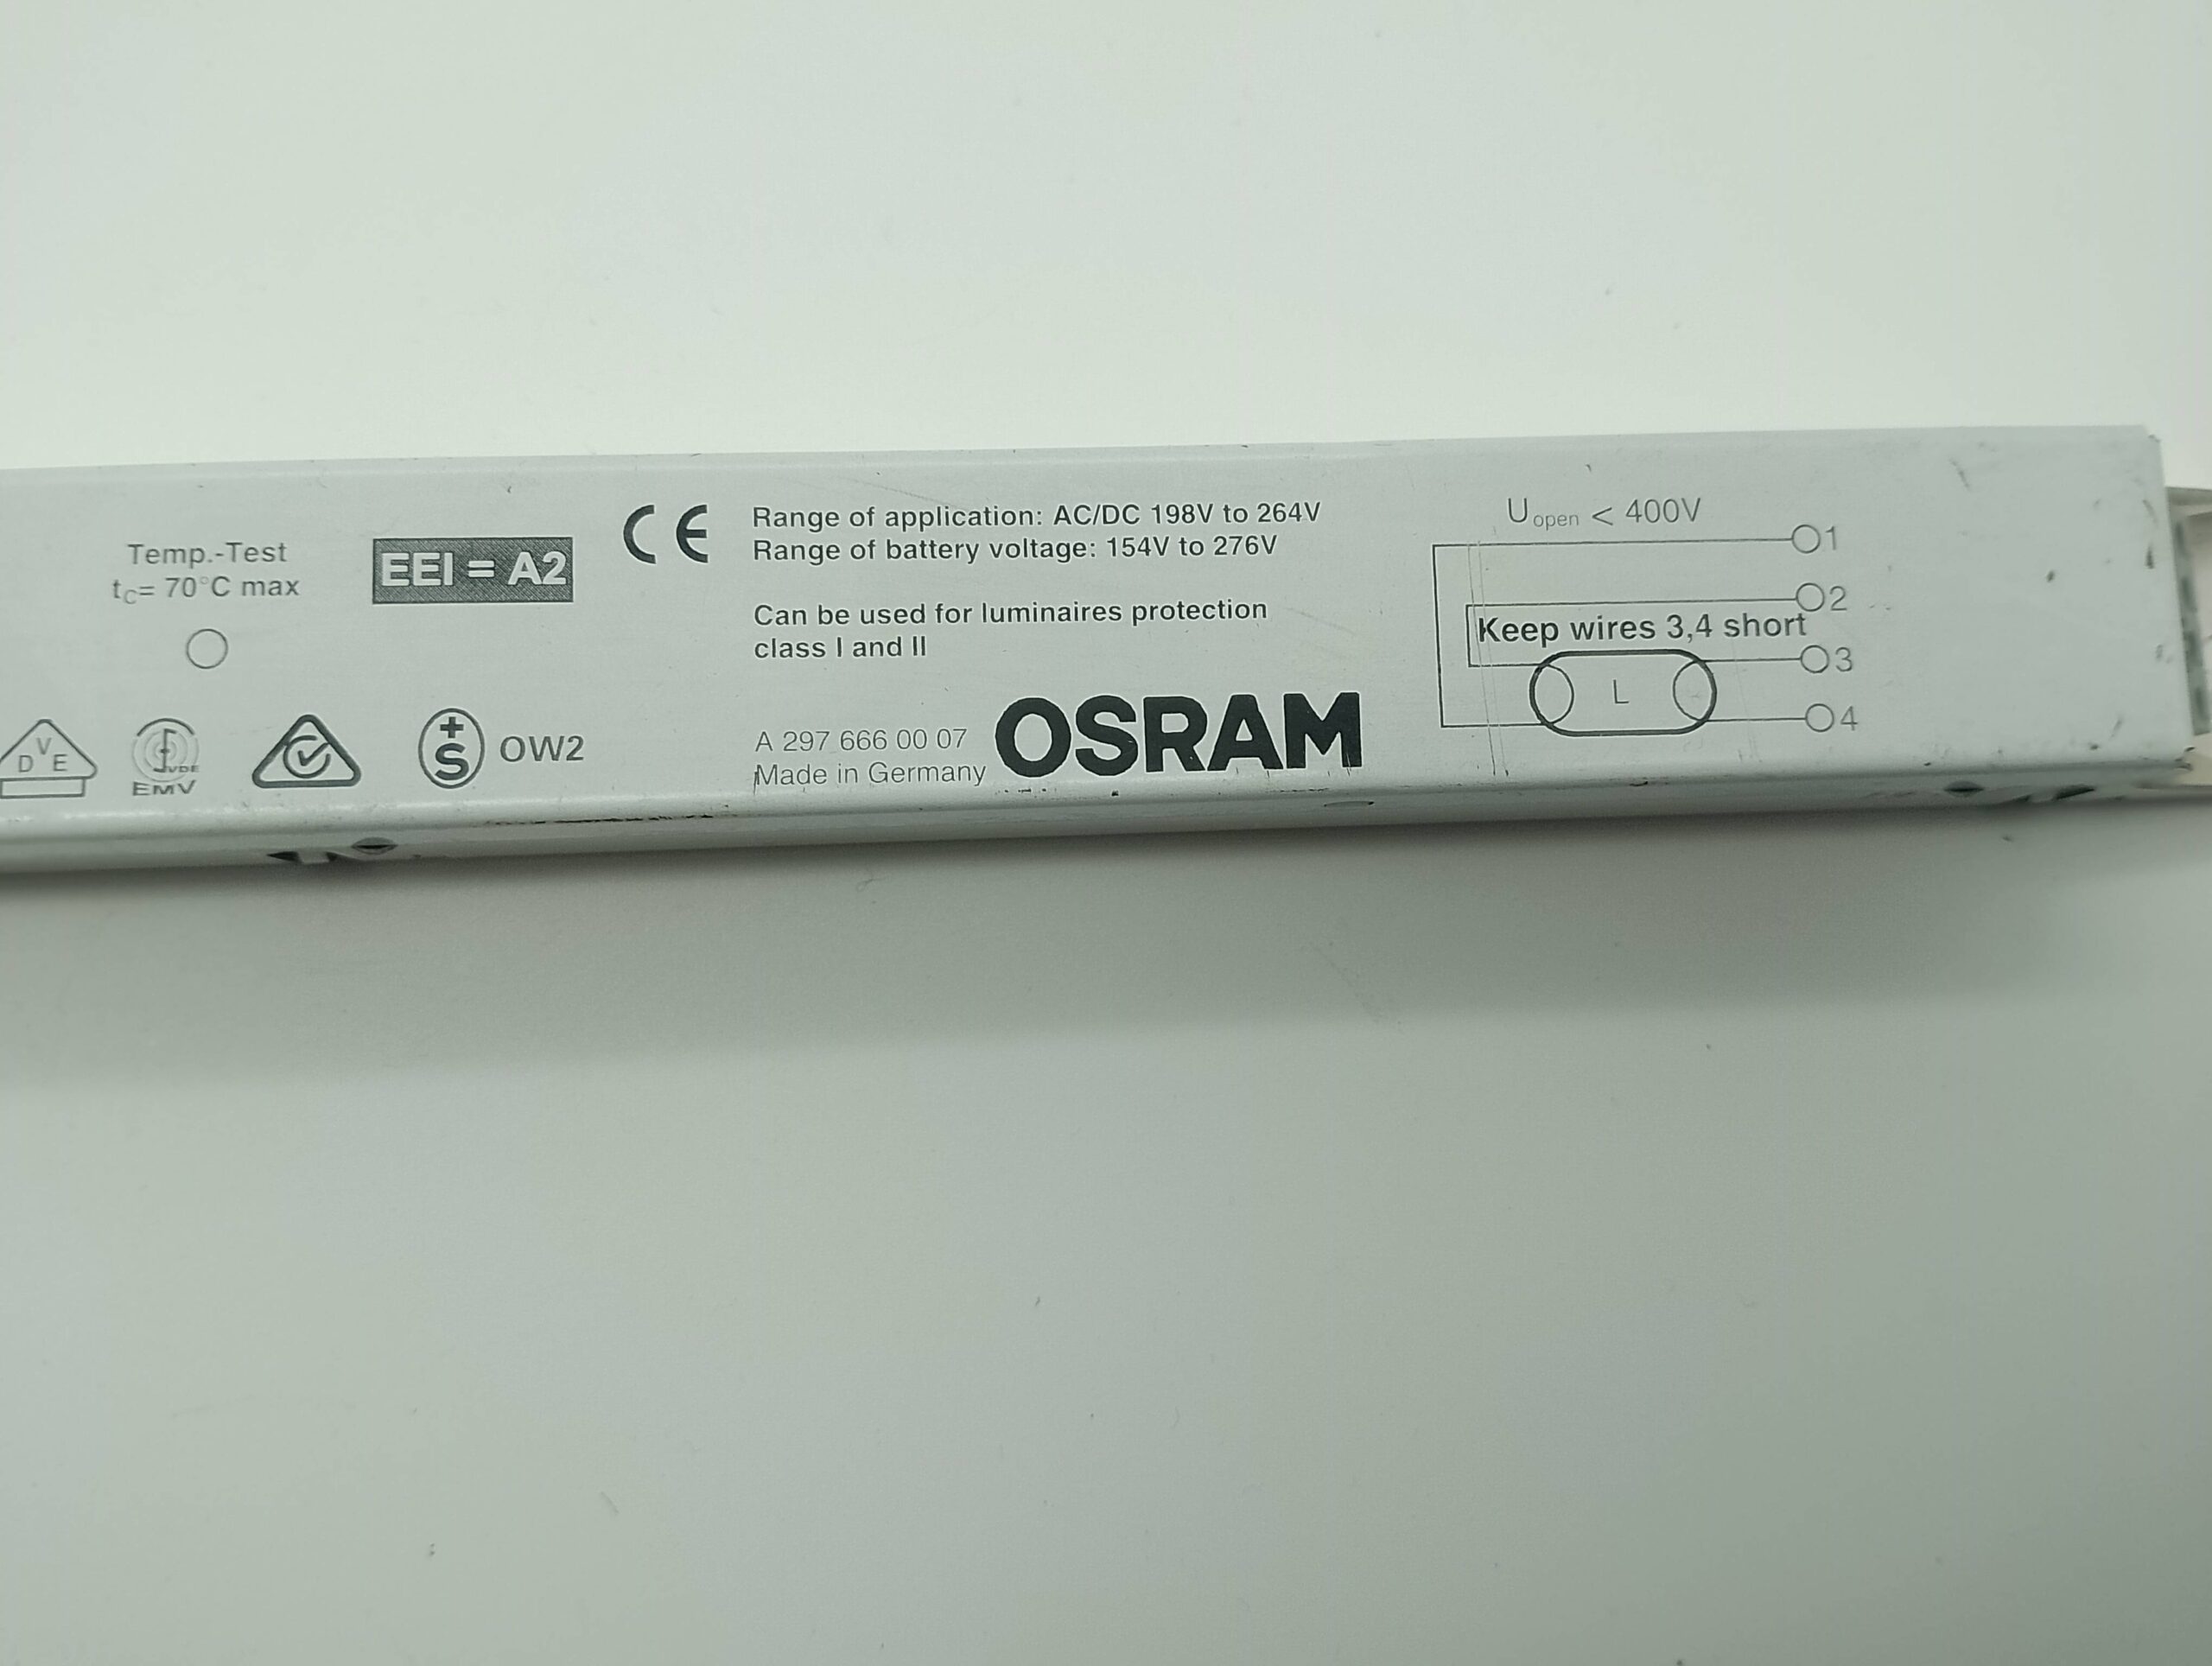 Temp.-Test
tc= 70°C max
EEI = A2
CE
Range of application: AC/DC 198V to 264V
Range of battery voltage: 154V to 276V
Can be used for luminaires protection
class I and II
DVE
VDE
EMV
+S OW2
A 297 666 00 07
Made in Germany
OSRAM
Uopen < 400V
1
2
Keep wires 3,4 short
3
L
4